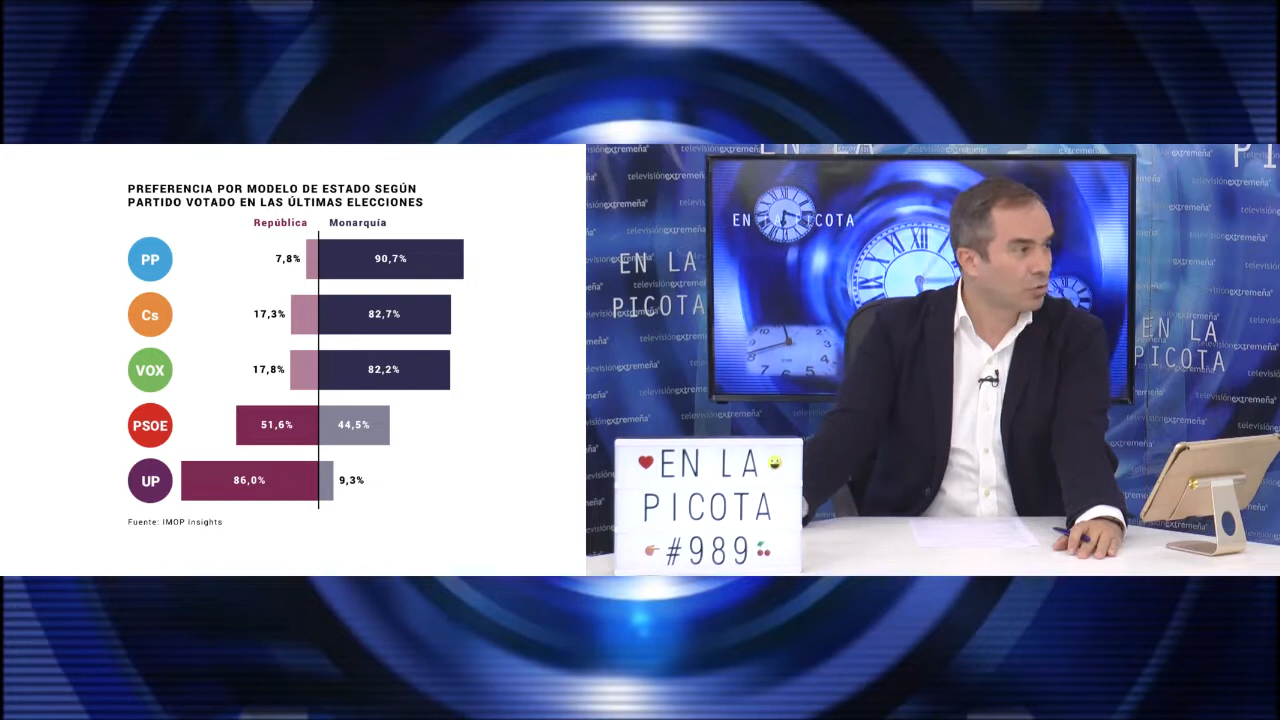 PREFERENCIA POR MODELO DE ESTADO SEGÚN
PARTIDO VOTADO EN LAS ÚLTIMAS ELECCIONES
República Monarquía
PP 7,8% 90,7%
Cs 17,3% 82,7%
VOX 17,8% 82,2%
PSOE 51,6% 44,5%
UP 86,0% 9,3%
Fuente: IMOP Insights
EN LA PICOTA
EN LA
PICOTA
EN LA
PICOTA
televisiónextremeña
EN LA
PICOTA
#989